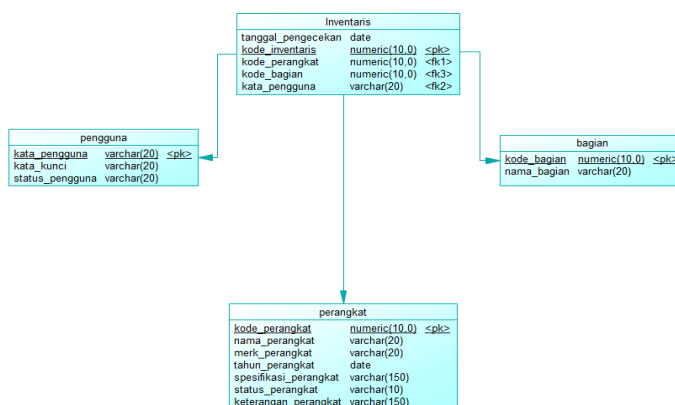 Inventaris
tanggal_pengecekan date
kode_inventaris numeric(10,0) <pk>
kode_perangkat numeric(10,0) <fk1>
kode_bagian numeric(10,0) <fk3>
kata_pengguna varchar(20) <fk2>
pengguna
kata_pengguna varchar(20) <pk>
kata_kunci varchar(20)
status_pengguna varchar(20)
bagian
kode_bagian numeric(10,0) <pk>
nama_bagian varchar(20)
perangkat
kode_perangkat numeric(10,0) <pk>
nama_perangkat varchar(20)
merk_perangkat varchar(20)
tahun_perangkat date
spesifikasi_perangkat varchar(150)
status_perangkat varchar(10)
keterangan_perangkat varchar(150)